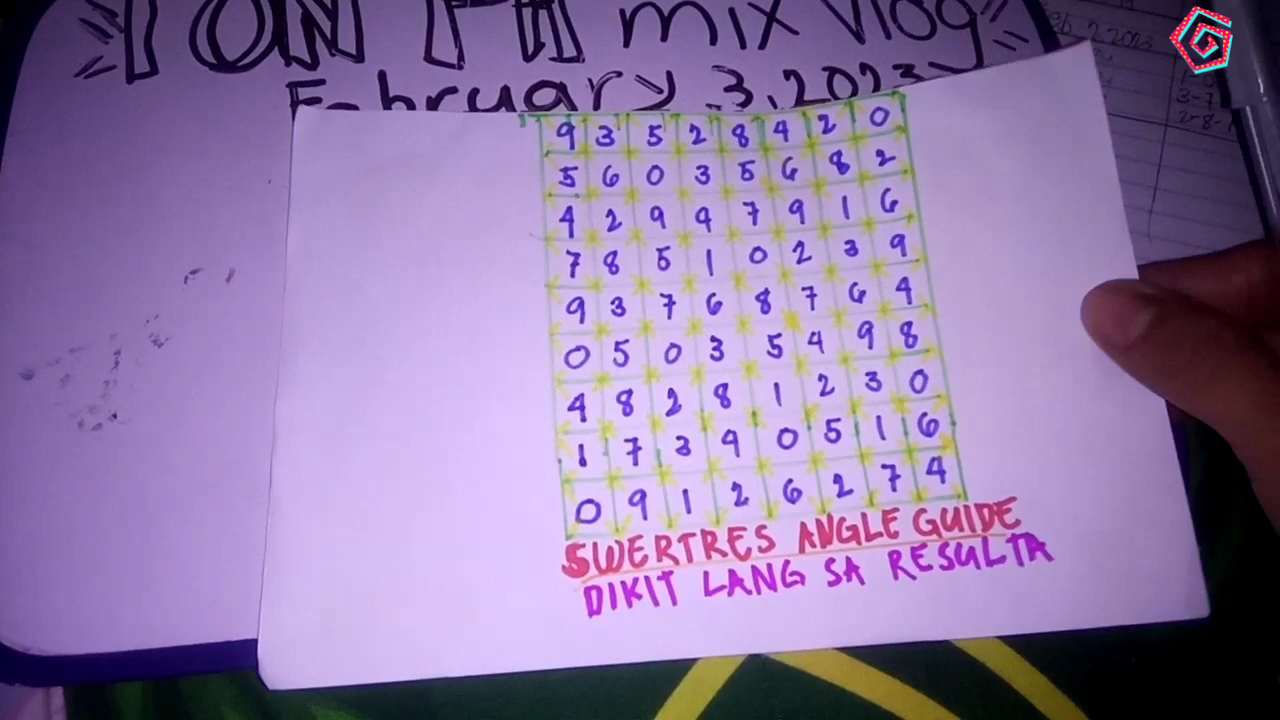 TON PH mix vlog
February 3, 2023
9 3 5 2 8 4 2 0
5 6 0 3 5 6 8 2
4 2 9 9 7 9 1 6
7 8 5 1 0 2 3 9
9 3 7 6 8 7 6 4
0 5 0 3 5 4 9 8
4 8 2 8 1 2 3 0
1 7 3 9 0 5 1 6
0 9 1 2 6 2 7 4
SWERTRES ANGLE GUIDE
DIKIT LANG SA RESULTA